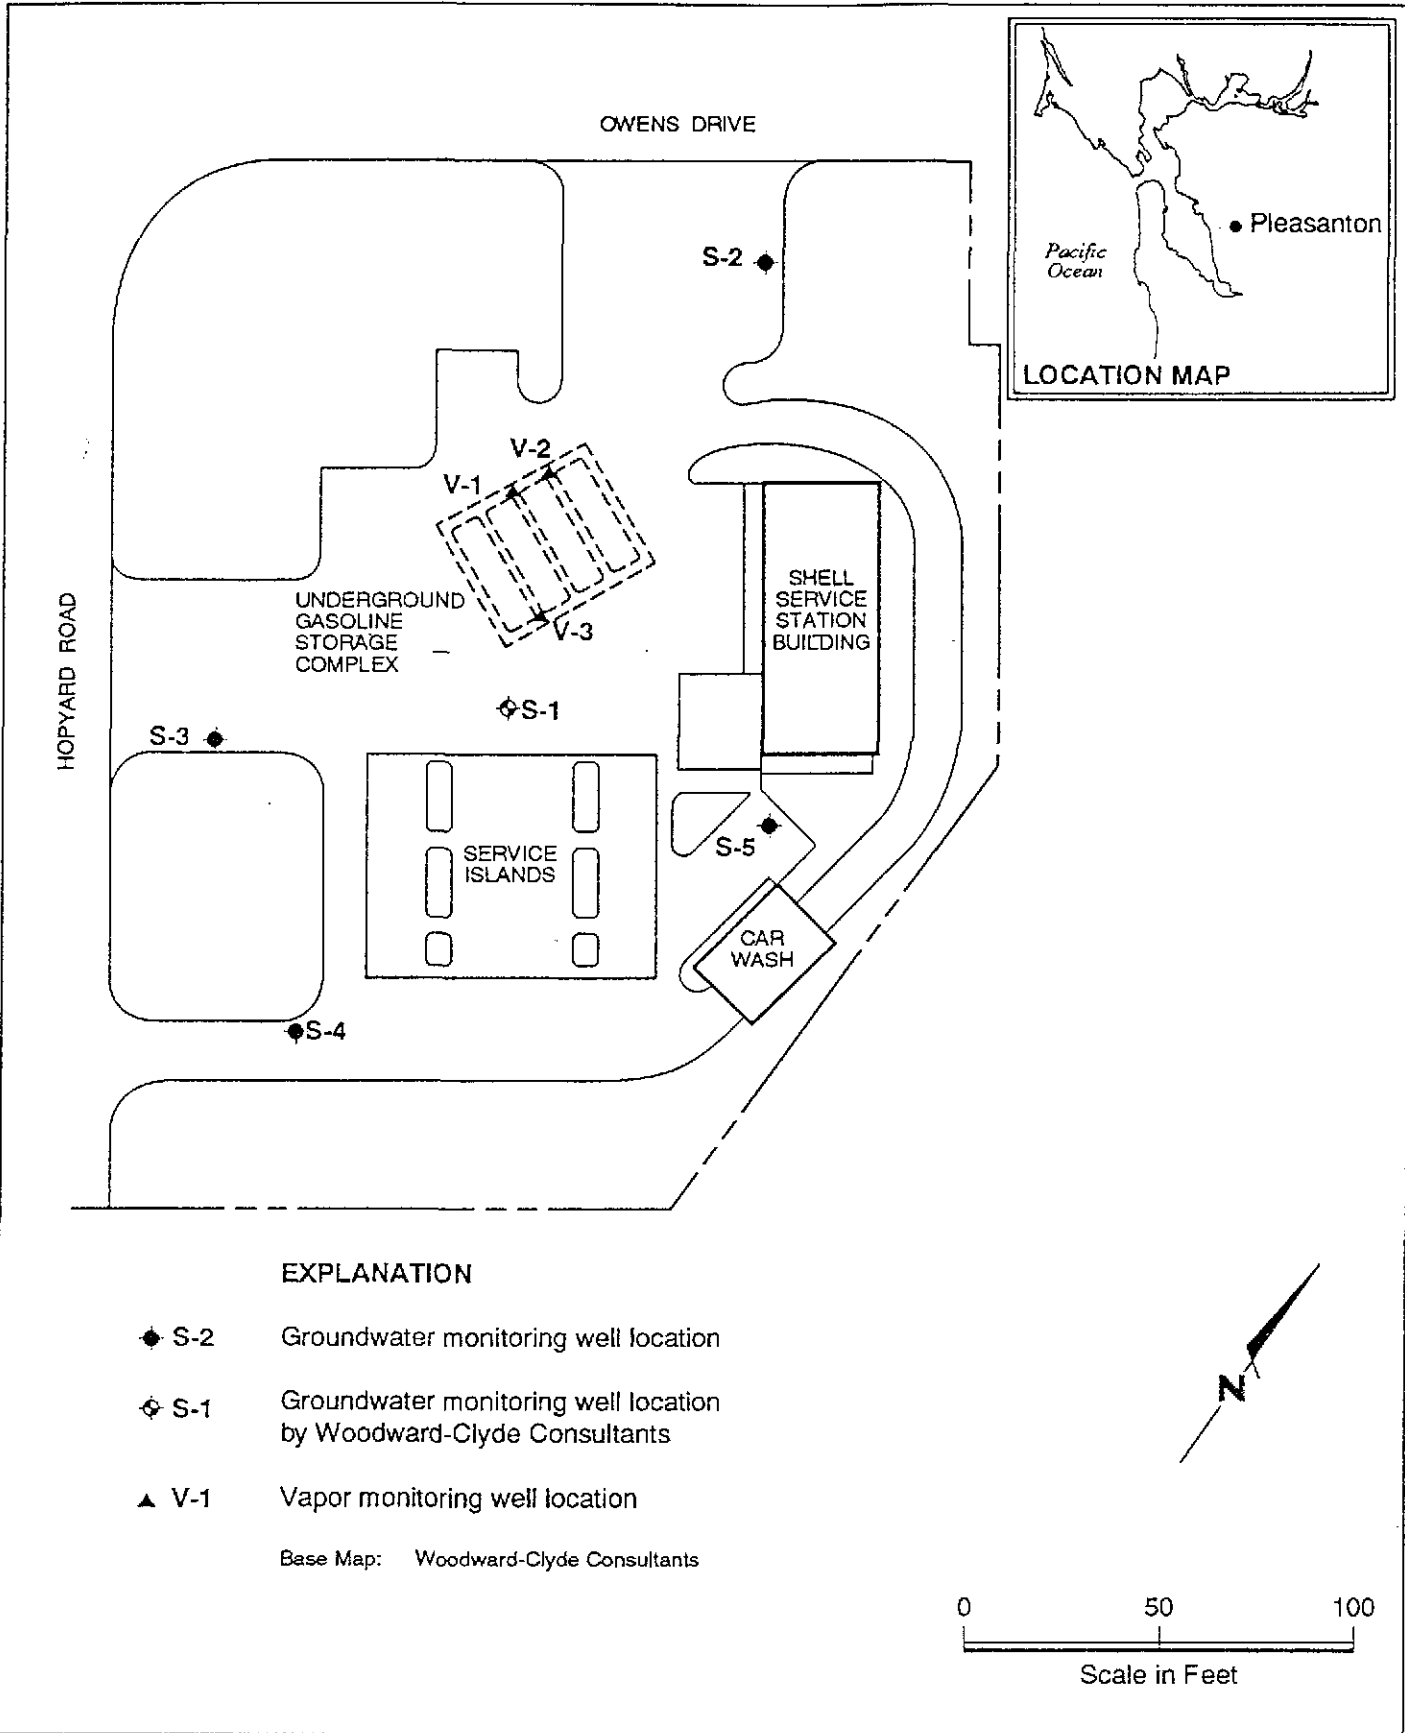 OWENS DRIVE
Pacific
Ocean
Pleasanton
LOCATION MAP
S-2
V-2
V-1
V-3
UNDERGROUND
GASOLINE
STORAGE
COMPLEX
SHELL
SERVICE
STATION
BUILDING
HOPYARD ROAD
S-1
S-3
S-5
SERVICE
ISLANDS
CAR
WASH
S-4
EXPLANATION
S-2 Groundwater monitoring well location
S-1 Groundwater monitoring well location
by Woodward-Clyde Consultants
V-1 Vapor monitoring well location
Base Map: Woodward-Clyde Consultants
N
0 50 100
Scale in Feet